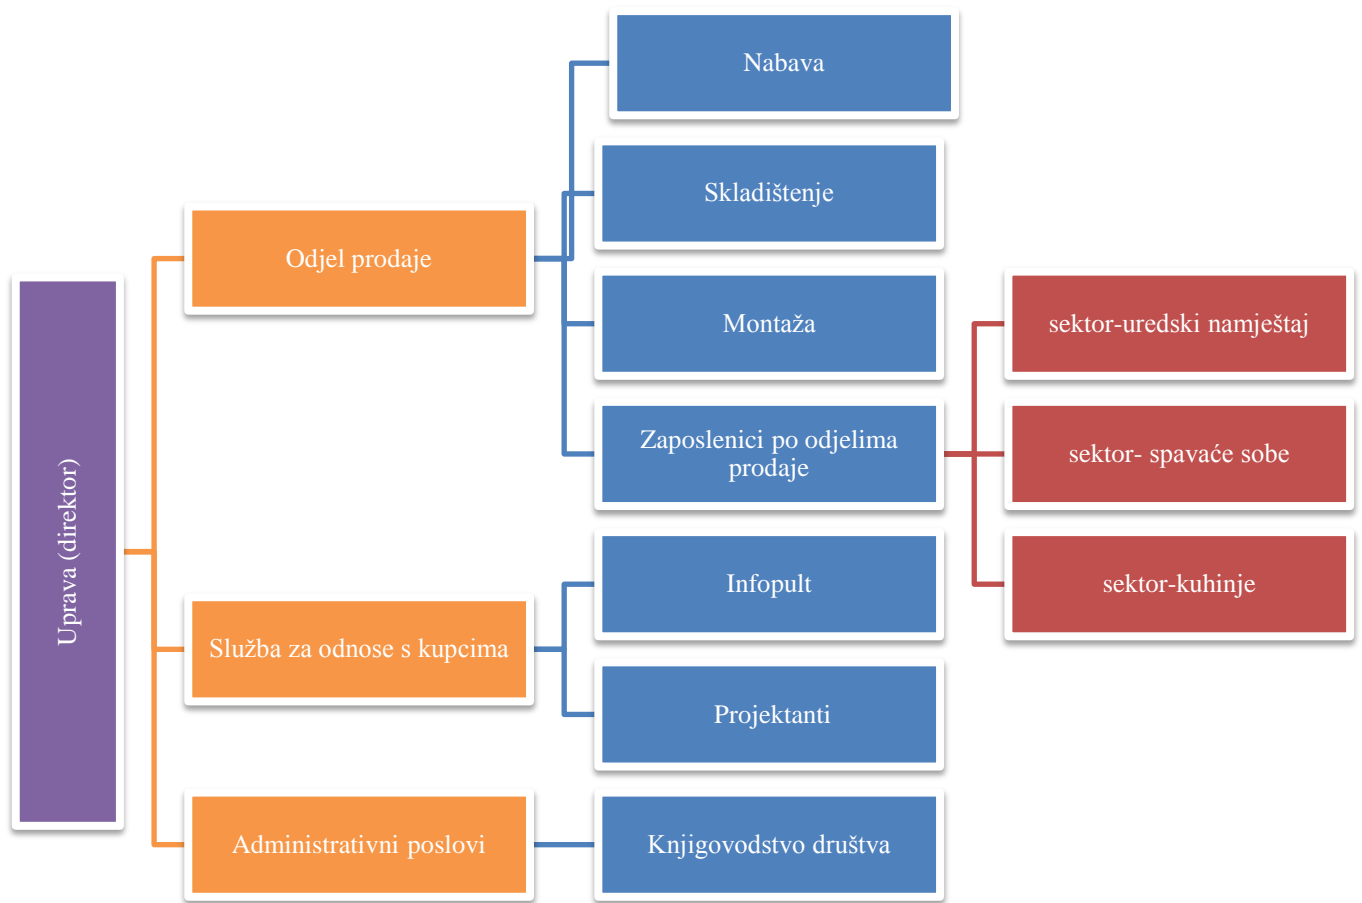 Uprava (direktor)
Odjel prodaje
Nabava
Skladištenje
Montaža
Zaposlenici po odjelima
prodaje
sektor-uredski namještaj
sektor- spavaće sobe
sektor-kuhinje
Služba za odnose s kupcima
Infopult
Projektanti
Administrativni poslovi
Knjigovodstvo društva